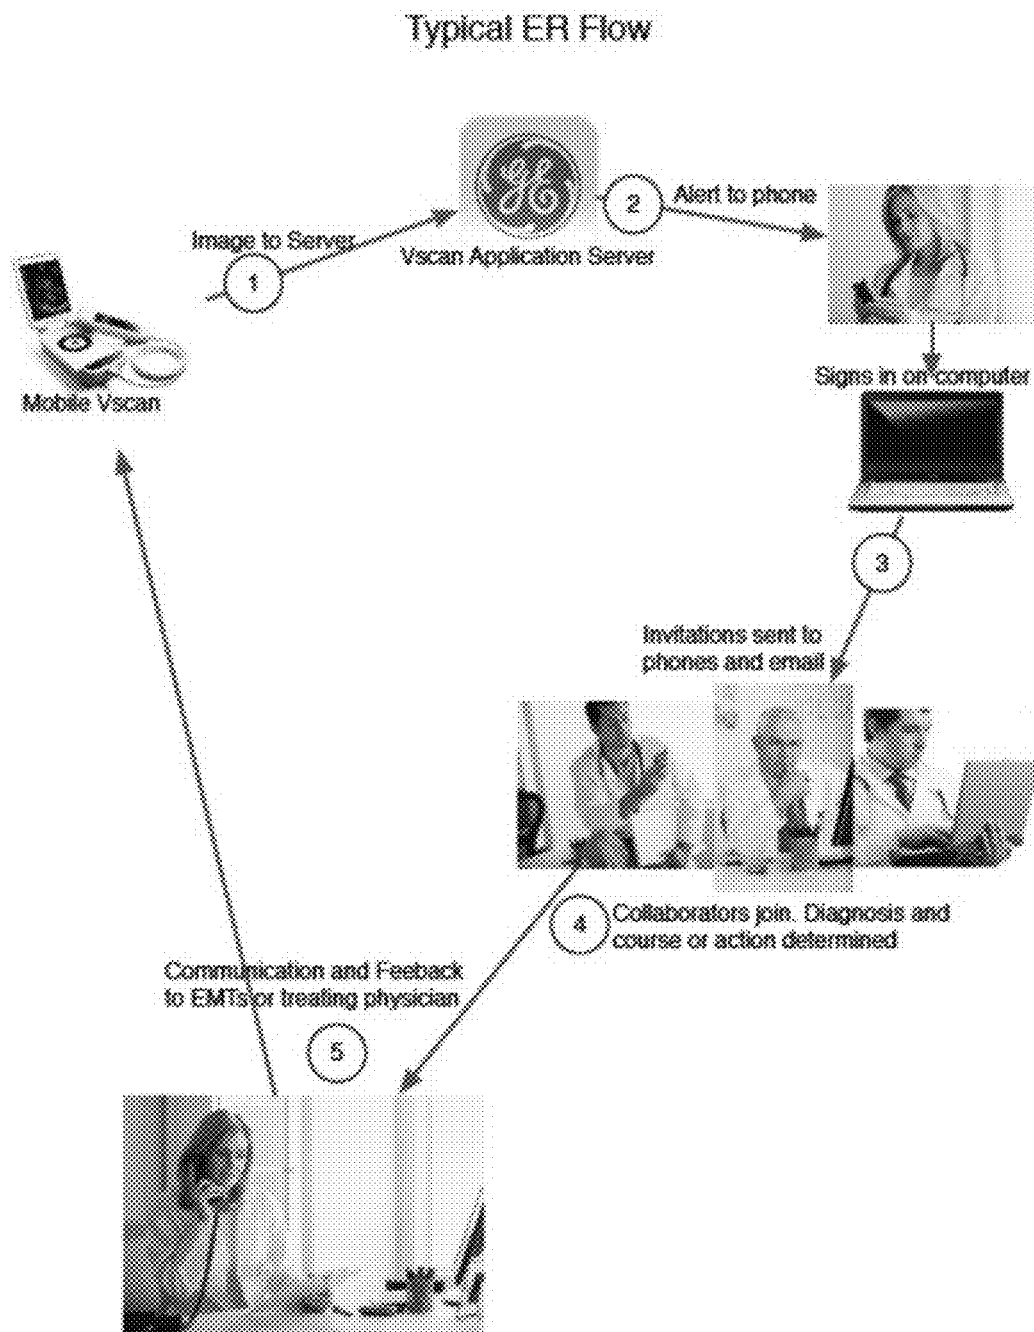 Typical ER Flow
Image to Server
1
Mobile Vscan
GE
Vscan Application Server
2
Alert to phone
Signs in on computer
3
Invitations sent to
phones and email
4
Collaborators join. Diagnosis and
course or action determined
Communication and Feeback
to EMTs or treating physician
5